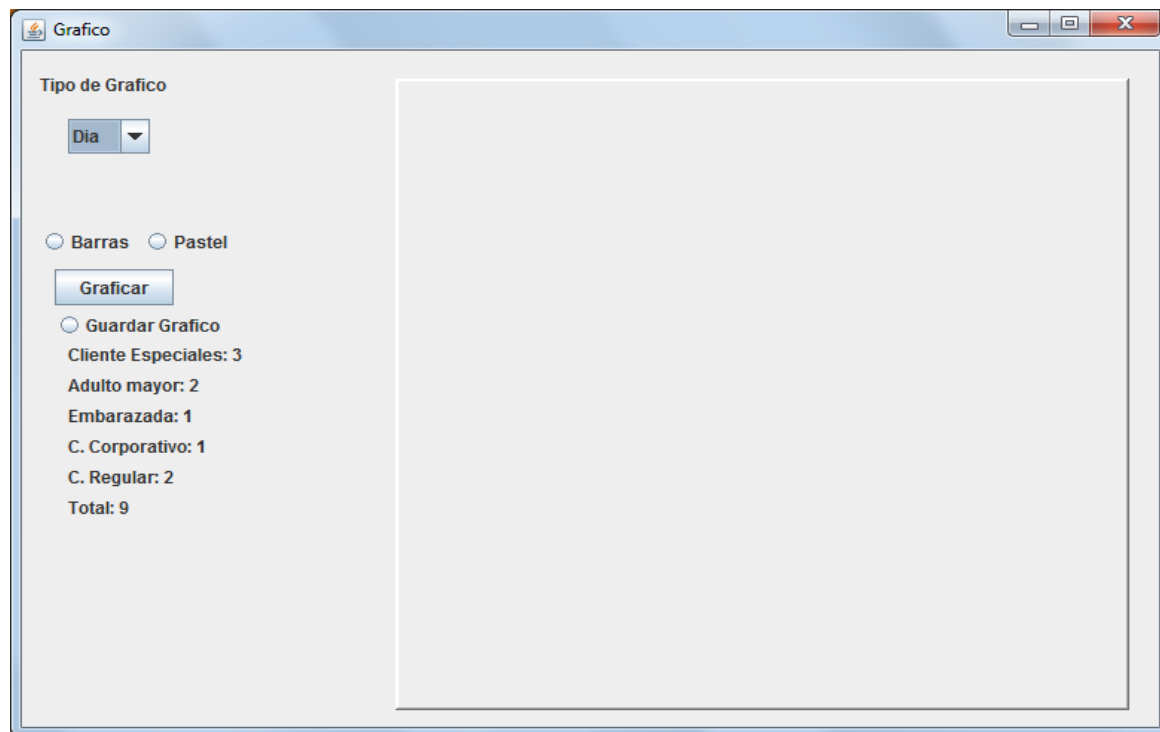 Grafico
Tipo de Grafico
Dia
Barras Pastel
Graficar
Guardar Grafico
Cliente Especiales: 3
Adulto mayor: 2
Embarazada: 1
C. Corporativo: 1
C. Regular: 2
Total: 9